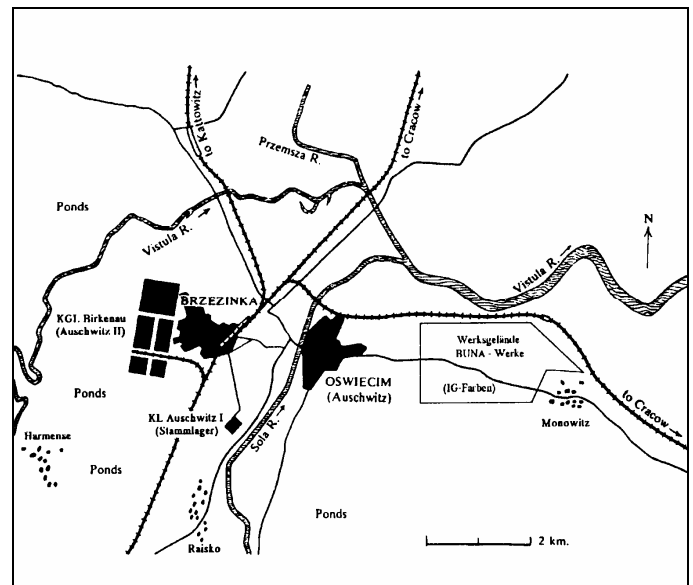 to Kattowitz →
to Cracow →
Przemsza R.
Ponds
Vistula R. →
N
Vistula R. →
BRZEZINKA
KGL Birkenau
(Auschwitz II)
Werksgelände
BUNA - Werke
(IG-Farben)
OSWIECIM
(Auschwitz)
Ponds
KL Auschwitz I
(Stammlager)
Sola R. →
to Cracow →
Monowitz
Harmense
Ponds
Ponds
Raisko
2 km.